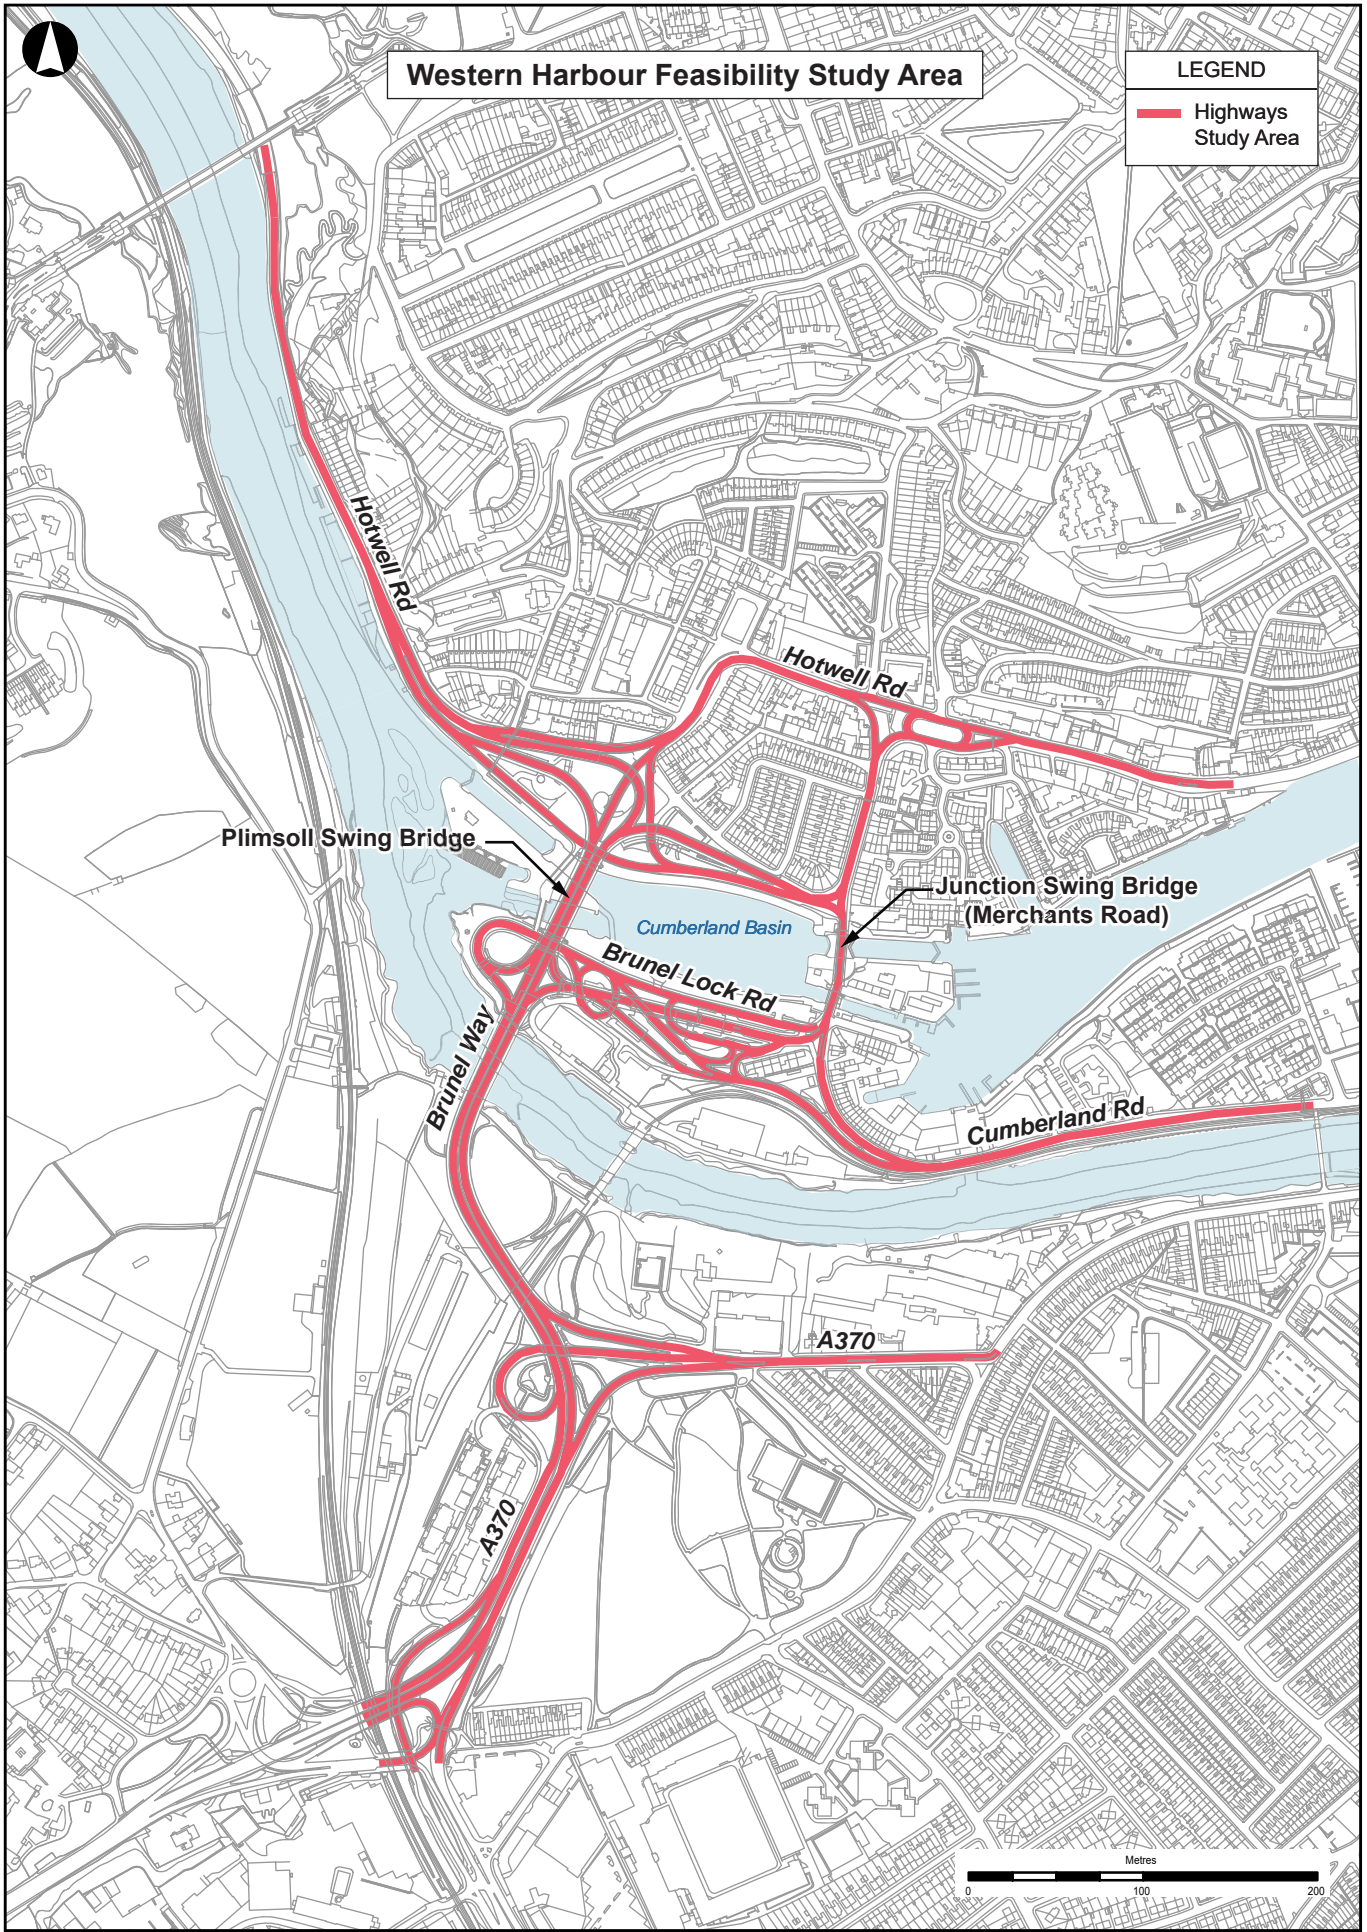 Western Harbour Feasibility Study Area
LEGEND
Highways
Study Area
Hotwell Rd
Hotwell Rd
Plimsoll Swing Bridge
Junction Swing Bridge
(Merchants Road)
Cumberland Basin
Brunel Lock Rd
Brunel Way
Cumberland Rd
A370
A370
Metres
0 100 200